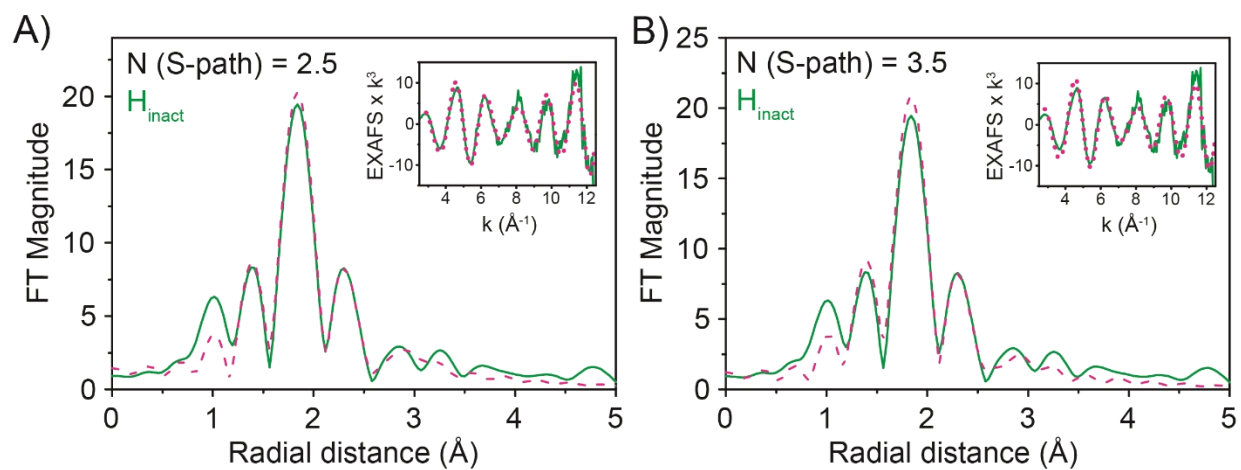 A)
N (S-path) = 2.5
H_inact
FT Magnitude
20
15
10
5
0
0 1 2 3 4 5
Radial distance (Å)
EXAFS x k³
10
0
-10
4 6 8 10 12
k (Å⁻¹)
B)
N (S-path) = 3.5
H_inact
FT Magnitude
25
20
15
10
5
0
0 1 2 3 4 5
Radial distance (Å)
EXAFS x k³
10
0
-10
4 6 8 10 12
k (Å⁻¹)